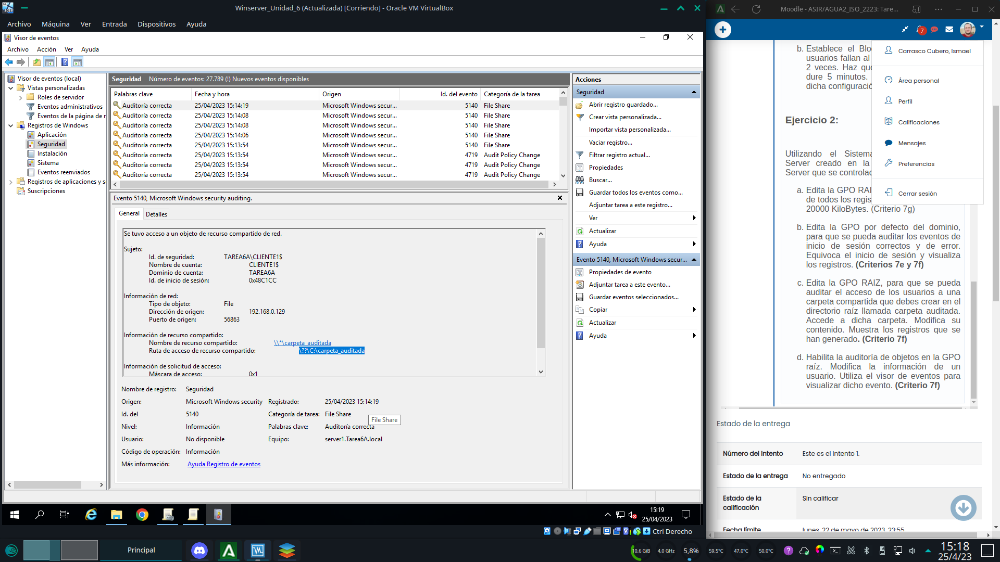 Winserver_Unidad_6 (Actualizada) [Corriendo] - Oracle VM VirtualBox
Archivo Máquina Ver Entrada Dispositivos Ayuda
Visor de eventos
Archivo Acción Ver Ayuda
Visor de eventos (local)
Vistas personalizadas
Roles de servidor
Eventos administrativos
Eventos de la página de r
Registros de Windows
Aplicación
Seguridad
Instalación
Sistema
Eventos reenviados
Registros de aplicaciones y s
Suscripciones
Seguridad Número de eventos: 27.789 (!) Nuevos eventos disponibles
Palabras clave Fecha y hora Origen Id. del evento Categoría de la tarea
Auditoría correcta 25/04/2023 15:14:19 Microsoft Windows secur... 5140 File Share
Auditoría correcta 25/04/2023 15:14:08 Microsoft Windows secur... 5140 File Share
Auditoría correcta 25/04/2023 15:14:08 Microsoft Windows secur... 5140 File Share
Auditoría correcta 25/04/2023 15:14:06 Microsoft Windows secur... 5140 File Share
Auditoría correcta 25/04/2023 15:13:54 Microsoft Windows secur... 5140 File Share
Auditoría correcta 25/04/2023 15:13:54 Microsoft Windows secur... 4719 Audit Policy Change
Auditoría correcta 25/04/2023 15:13:54 Microsoft Windows secur... 4719 Audit Policy Change
Auditoría correcta 25/04/2023 15:13:54 Microsoft Windows secur... 4719 Audit Policy Change
Evento 5140, Microsoft Windows security auditing.
General Detalles
Se tuvo acceso a un objeto de recurso compartido de red.
Sujeto:
Id. de seguridad: TAREA6A\CLIENTE1$
Nombre de cuenta: CLIENTE1$
Dominio de cuenta: TAREA6A
Id. de inicio de sesión: 0x48C1CC
Información de red:
Tipo de objeto: File
Dirección de origen: 192.168.0.129
Puerto de origen: 56863
Información de recurso compartido:
Nombre de recurso compartido: \\*\carpeta_auditada
Ruta de acceso de recurso compartido: \??\C:\carpeta_auditada
Información de solicitud de acceso:
Máscara de acceso: 0x1
Nombre de registro: Seguridad
Origen: Microsoft Windows security Registrado: 25/04/2023 15:14:19
Id. del 5140 Categoría de tarea: File Share
File Share
Nivel: Información Palabras clave: Auditoría correcta
Usuario: No disponible Equipo: server1.Tarea6A.local
Código de operación: Información
Más información: Ayuda Registro de eventos
Acciones
Seguridad
Abrir registro guardado...
Crear vista personalizada...
Importar vista personalizada...
Vaciar registro...
Filtrar registro actual...
Propiedades
Buscar...
Guardar todos los eventos como...
Adjuntar tarea a este registro...
Ver
Actualizar
Ayuda
Evento 5140, Microsoft Windows secur...
Propiedades de evento
Adjuntar tarea a este evento...
Guardar eventos seleccionados...
Copiar
Actualizar
Ayuda
15:19
25/04/2023
Ctrl Derecho
Moodle - ASIR/AGUA2_ISO_2223: Tare...
7
b. Establece el Blo
usuarios fallan al
2 veces. Haz que
dure 5 minutos.
dicha configuració
Carrasco Cubero, Ismael
Área personal
Perfil
Calificaciones
Mensajes
Preferencias
Cerrar sesión
Ejercicio 2:
Utilizando el Sistema
Server creado en la
Server que se controlad
a. Edita la GPO RAI
de todos los regis
20000 KiloBytes. (Criterio 7g)
b. Edita la GPO por defecto del dominio,
para que se pueda auditar los eventos de
inicio de sesión correctos y de error.
Equivoca el inicio de sesión y visualiza
los registros. (Criterios 7e y 7f)
c. Edita la GPO RAIZ, para que se pueda
auditar el acceso de los usuarios a una
carpeta compartida que debes crear en el
directorio raíz llamada carpeta auditada.
Accede a dicha carpeta. Modifica su
contenido. Muestra los registros que se
han generado. (Criterio 7f)
d. Habilita la auditoría de objetos en la GPO
raíz. Modifica la información de un
usuario. Utiliza el visor de eventos para
visualizar dicho evento. (Criterio 7f)
Estado de la entrega
Número del intento Este es el intento 1.
Estado de la entrega No entregado
Estado de la calificación Sin calificar
Fecha límite lunes, 22 de mayo de 2023, 23:55
Principal
10,6 GiB 4,0 GHz 5,8% 59,5°C 47,0°C 50,0°C
15:18
25/4/23